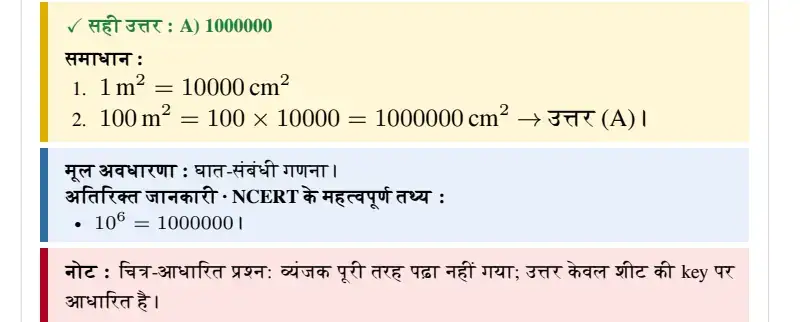 ✓ सही उत्तर : A) 1000000
समाधान :
1. 1 m² = 10000 cm²
2. 100 m² = 100 × 10000 = 1000000 cm² → उत्तर (A)।
मूल अवधारणा : घात-संबंधी गणना।
अतिरिक्त जानकारी · NCERT के महत्वपूर्ण तथ्य :
• 10⁶ = 1000000।
नोट : चित्र-आधारित प्रश्न: व्यंजक पूरी तरह पढ़ा नहीं गया; उत्तर केवल शीट की key पर
आधारित है।